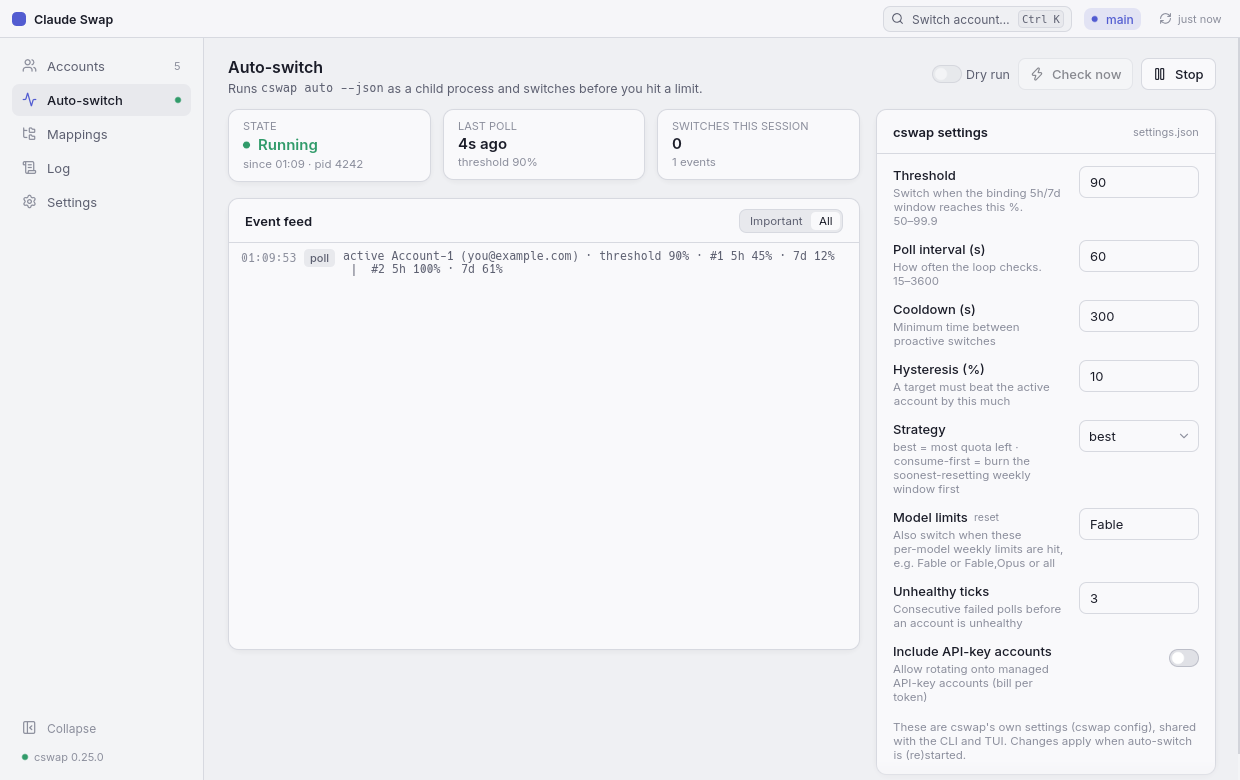 Claude Swap
Switch account... Ctrl K
main
just now
Accounts 5
Auto-switch
Mappings
Log
Settings
Collapse
cswap 0.25.0
Auto-switch
Runs cswap auto --json as a child process and switches before you hit a limit.
Dry run
Check now
Stop
STATE
Running
since 01:09 · pid 4242
LAST POLL
4s ago
threshold 90%
SWITCHES THIS SESSION
0
1 events
Event feed
Important All
01:09:53 poll active Account-1 (you@example.com) · threshold 90% · #1 5h 45% · 7d 12%
| #2 5h 100% · 7d 61%
cswap settings settings.json
Threshold
Switch when the binding 5h/7d
window reaches this %.
50–99.9
90
Poll interval (s)
How often the loop checks.
15–3600
60
Cooldown (s)
Minimum time between
proactive switches
300
Hysteresis (%)
A target must beat the active
account by this much
10
Strategy
best = most quota left ·
consume-first = burn the
soonest-resetting weekly
window first
best
Model limits reset
Also switch when these
per-model weekly limits are hit,
e.g. Fable or Fable,Opus or all
Fable
Unhealthy ticks
Consecutive failed polls before
an account is unhealthy
3
Include API-key accounts
Allow rotating onto managed
API-key accounts (bill per
token)
These are cswap's own settings (cswap config), shared
with the CLI and TUI. Changes apply when auto-switch
is (re)started.